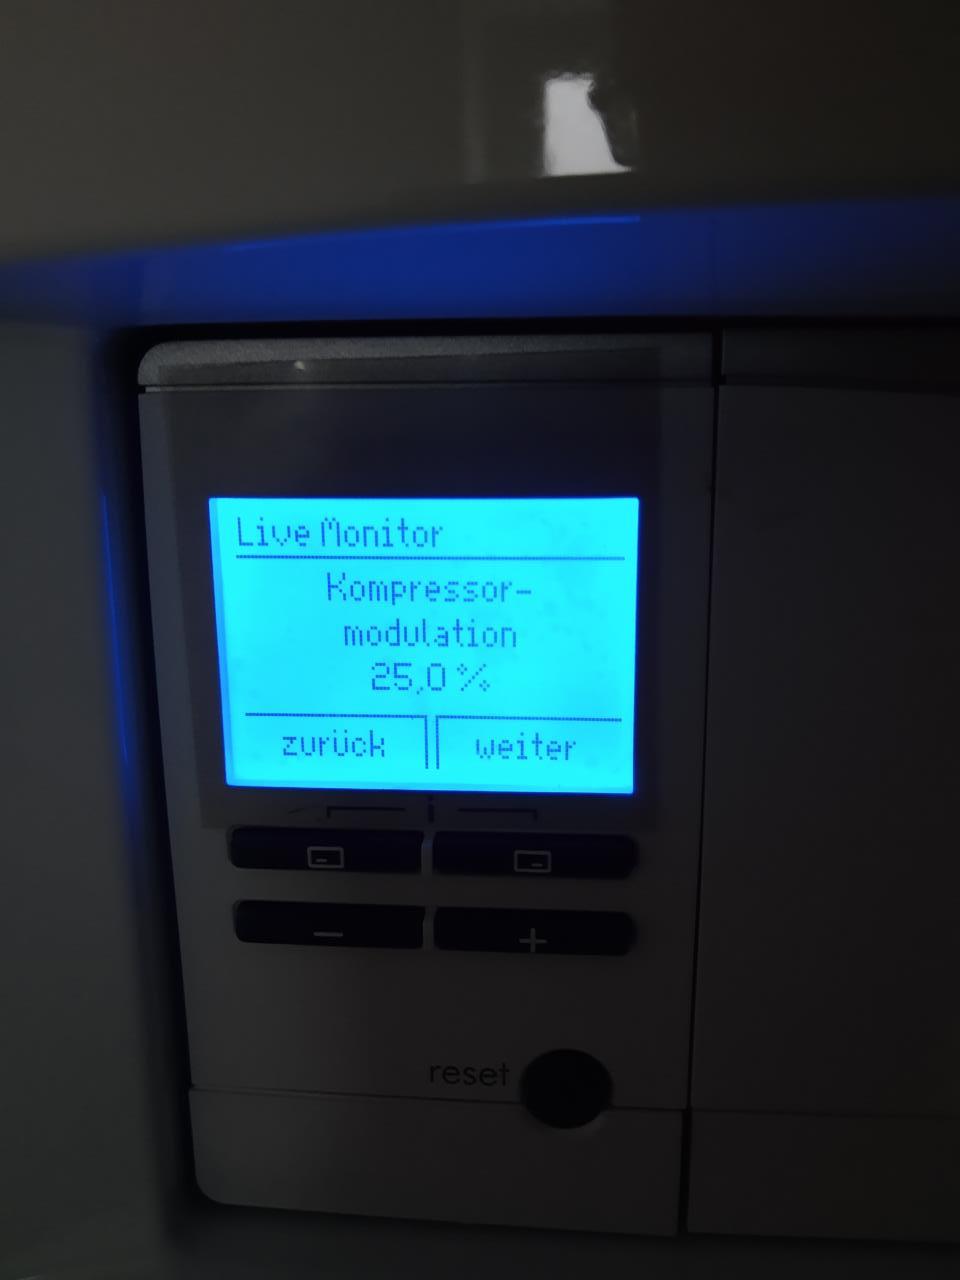 Live Monitor
Kompressor-
modulation
25,0 %
zurück weiter
− +
reset